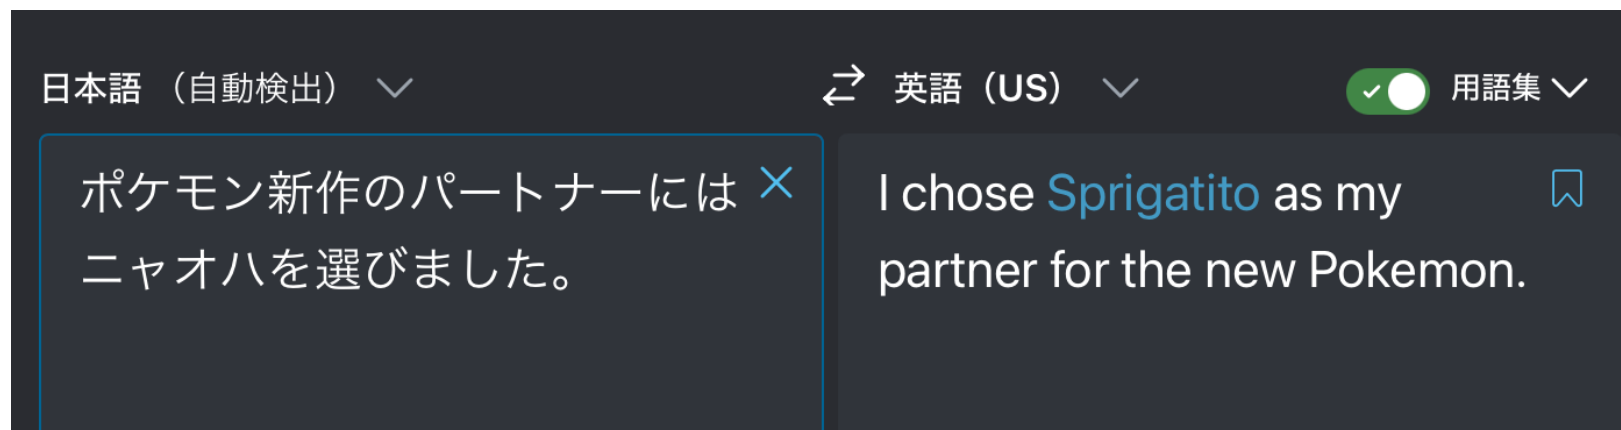 日本語 （自動検出）
英語（US）
用語集
ポケモン新作のパートナーには
ニャオハを選びました。
I chose Sprigatito as my
partner for the new Pokemon.